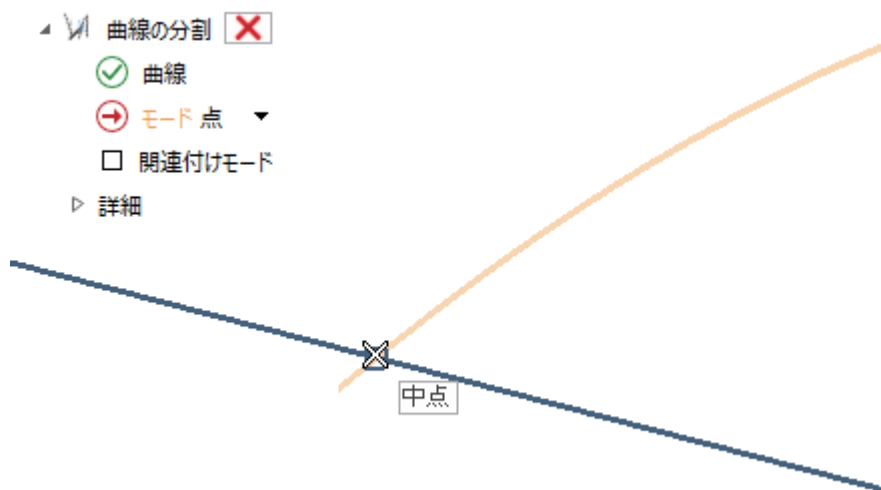 曲線の分割
曲線
モード 点
関連付けモード
詳細
中点